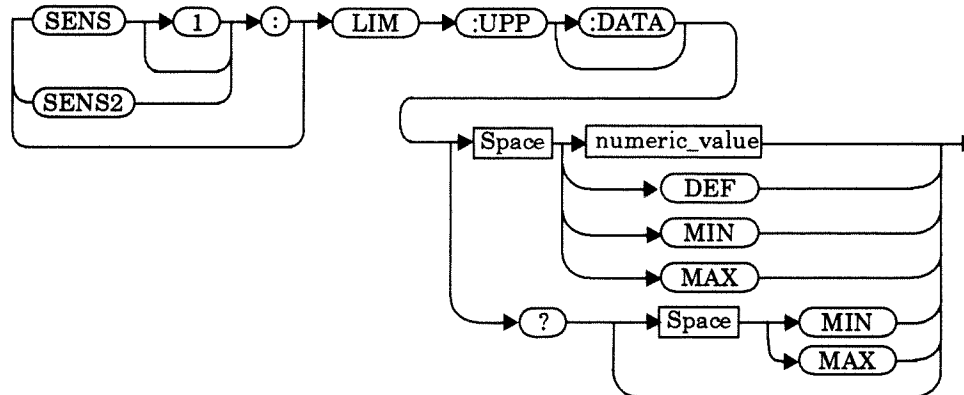 SENS 1 : LIM :UPP :DATA
SENS2
Space numeric_value
DEF
MIN
MAX
? Space MIN
MAX